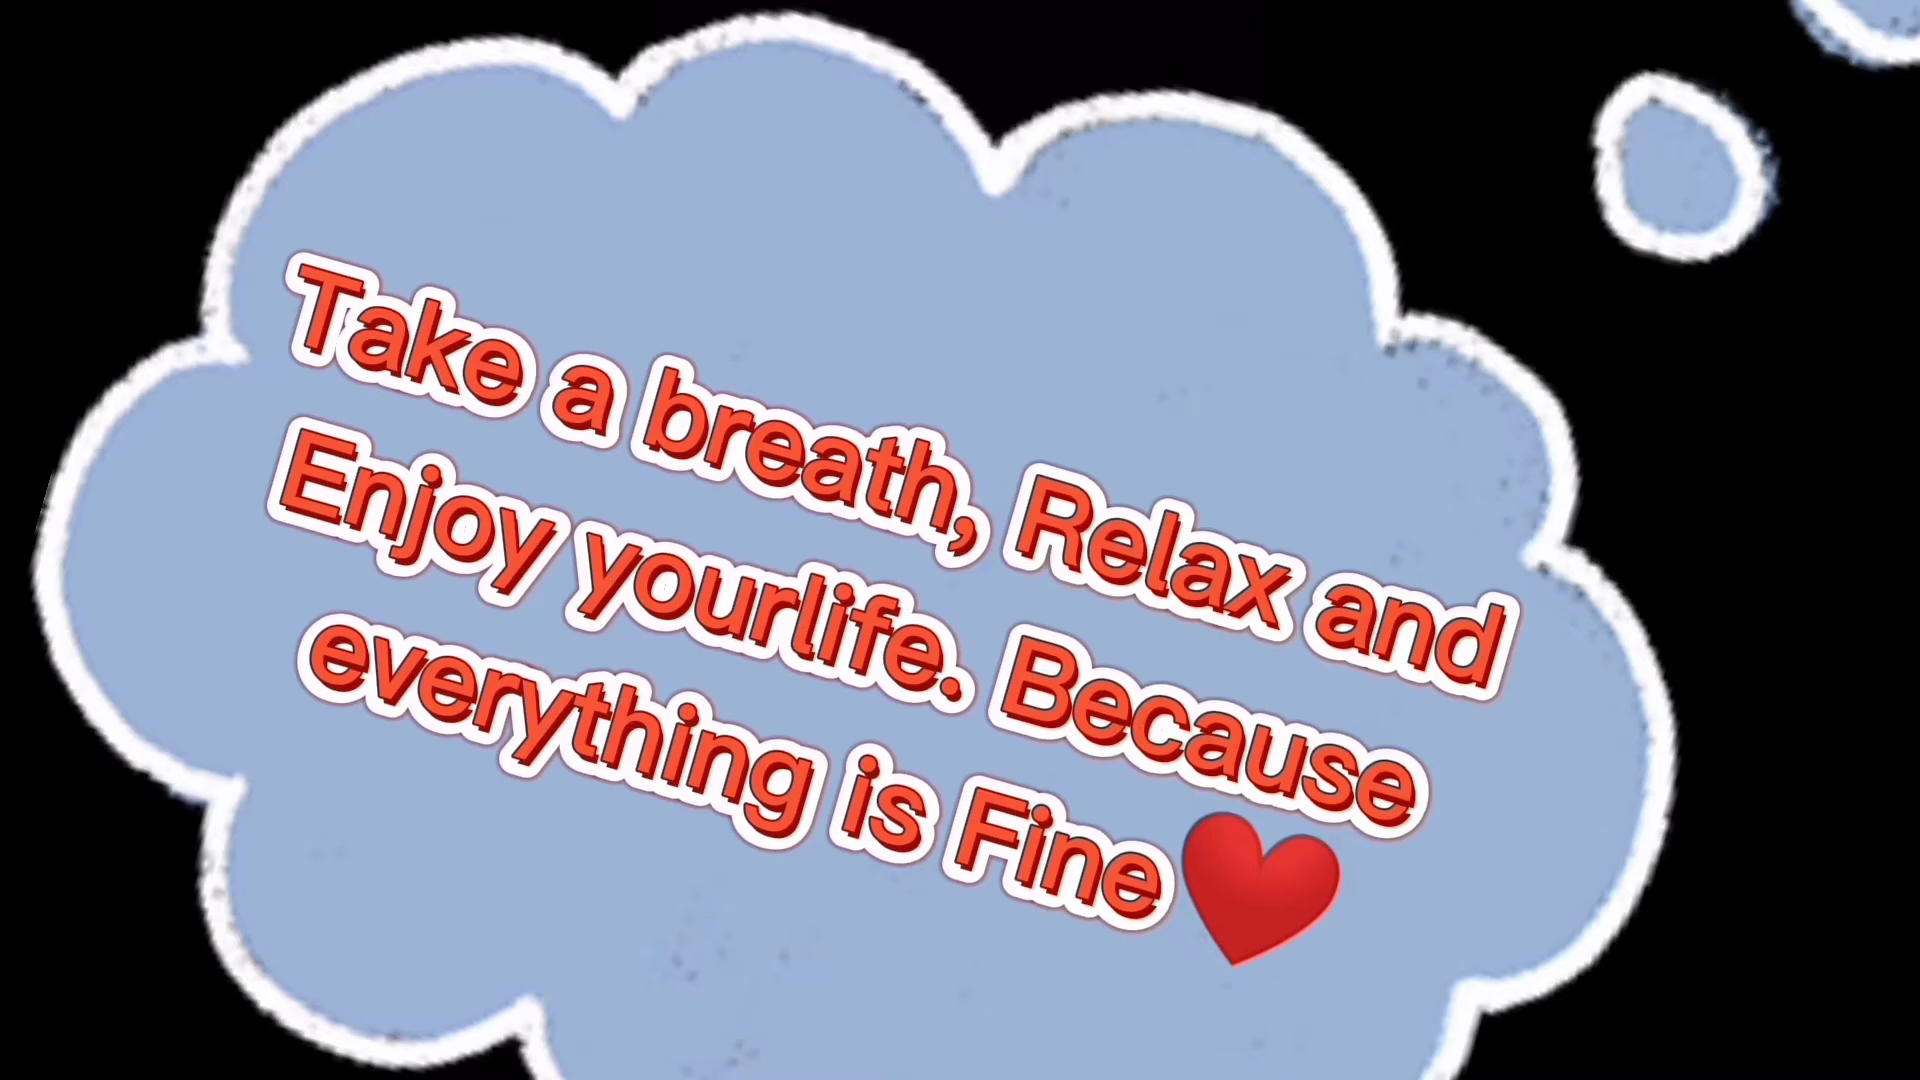 Take a breath, Relax and
Enjoy yourlife. Because
everything is Fine❤️